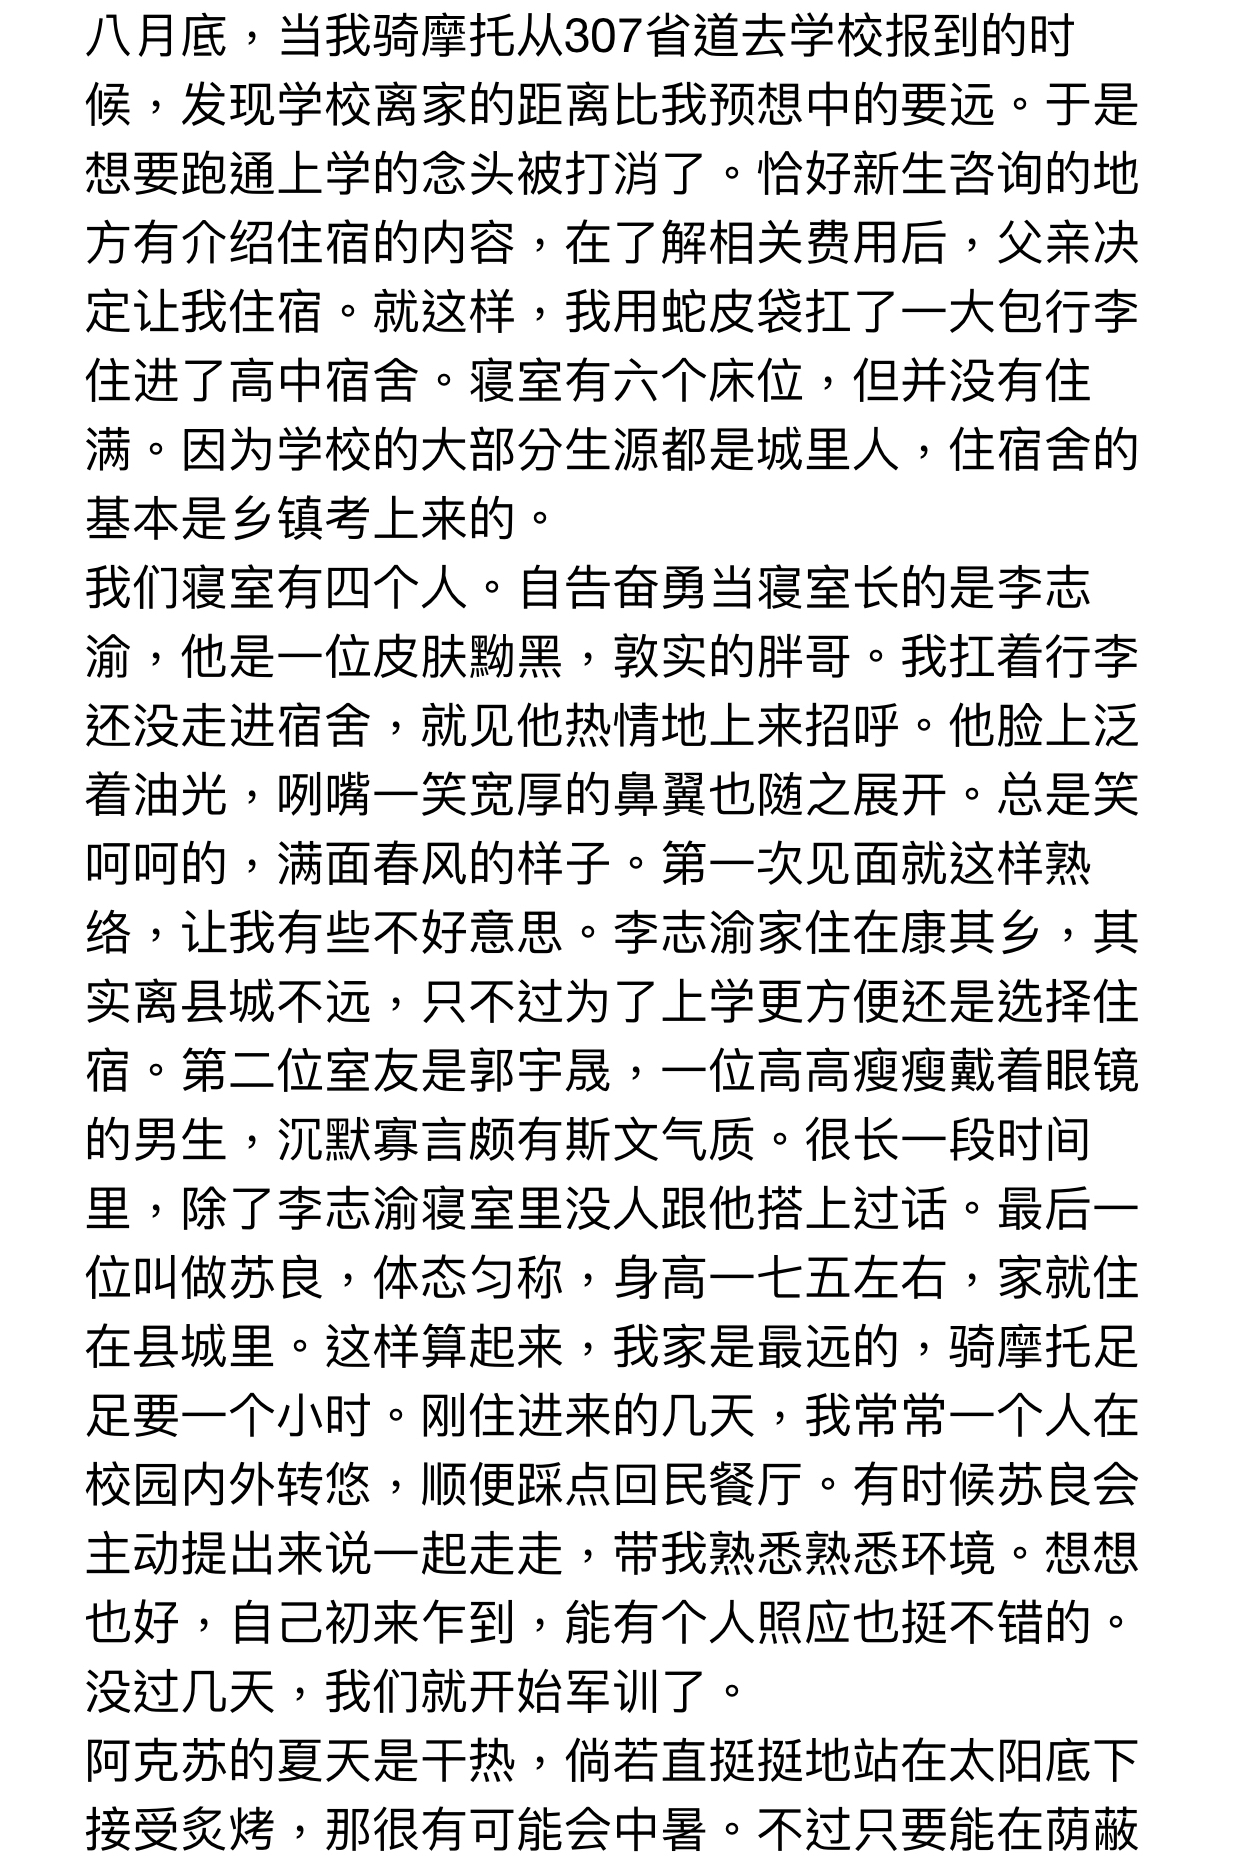 八月底，当我骑摩托从307省道去学校报到的时
候，发现学校离家的距离比我预想中的要远。于是
想要跑通上学的念头被打消了。恰好新生咨询的地
方有介绍住宿的内容，在了解相关费用后，父亲决
定让我住宿。就这样，我用蛇皮袋扛了一大包行李
住进了高中宿舍。寝室有六个床位，但并没有住
满。因为学校的大部分生源都是城里人，住宿舍的
基本是乡镇考上来的。
我们寝室有四个人。自告奋勇当寝室长的是李志
渝，他是一位皮肤黝黑，敦实的胖哥。我扛着行李
还没走进宿舍，就见他热情地上来招呼。他脸上泛
着油光，咧嘴一笑宽厚的鼻翼也随之展开。总是笑
呵呵的，满面春风的样子。第一次见面就这样熟
络，让我有些不好意思。李志渝家住在康其乡，其
实离县城不远，只不过为了上学更方便还是选择住
宿。第二位室友是郭宇晟，一位高高瘦瘦戴着眼镜
的男生，沉默寡言颇有斯文气质。很长一段时间
里，除了李志渝寝室里没人跟他搭上过话。最后一
位叫做苏良，体态匀称，身高一七五左右，家就住
在县城里。这样算起来，我家是最远的，骑摩托足
足要一个小时。刚住进来的几天，我常常一个人在
校园内外转悠，顺便踩点回民餐厅。有时候苏良会
主动提出来说一起走走，带我熟悉熟悉环境。想想
也好，自己初来乍到，能有个人照应也挺不错的。
没过几天，我们就开始军训了。
阿克苏的夏天是干热，倘若直挺挺地站在太阳底下
接受炙烤，那很有可能会中暑。不过只要能在荫蔽